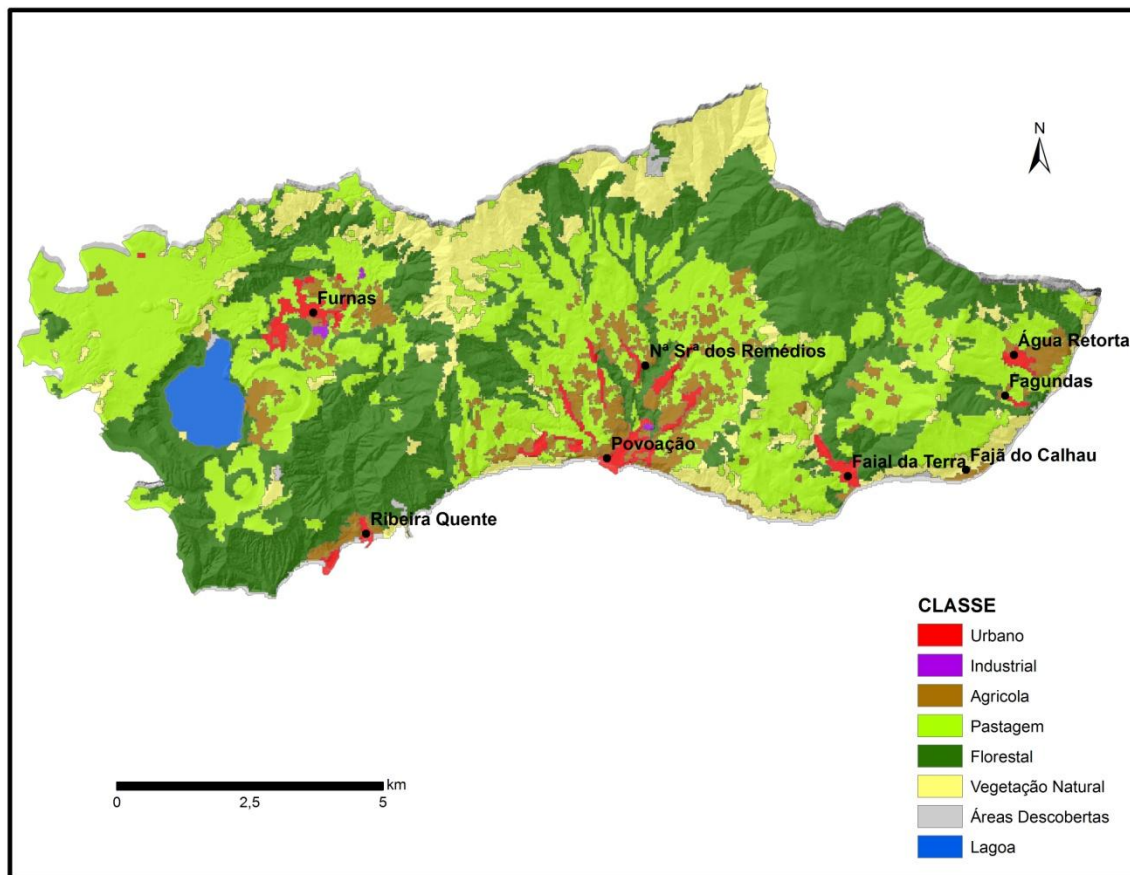 N
Furnas
Água Retorta
Nª Srª dos Remédios
Fagundas
Povoação
Faial da Terra
Fajã do Calhau
Ribeira Quente
CLASSE
Urbano
Industrial
Agricola
Pastagem
Florestal
Vegetação Natural
Áreas Descobertas
Lagoa
km
0 2,5 5